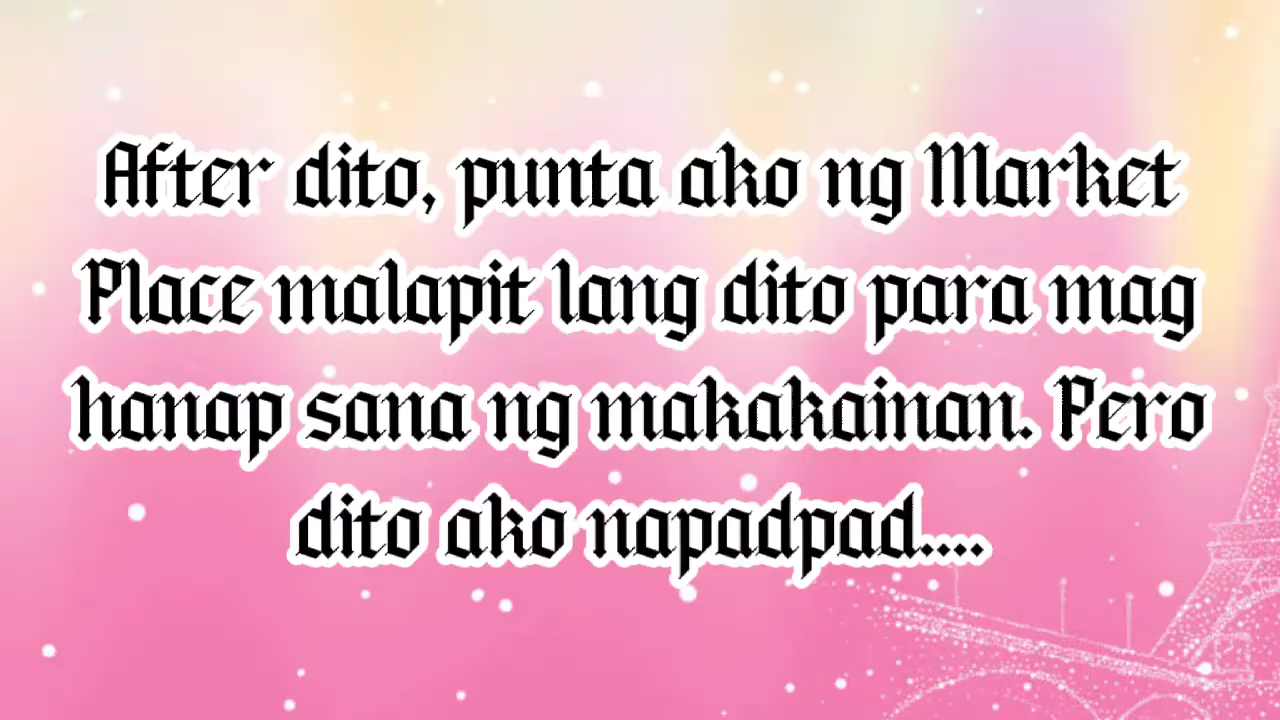 After dito, punta ako ng Market
Place malapit lang dito para mag
hanap sana ng makakainan. Pero
dito ako napadpad....